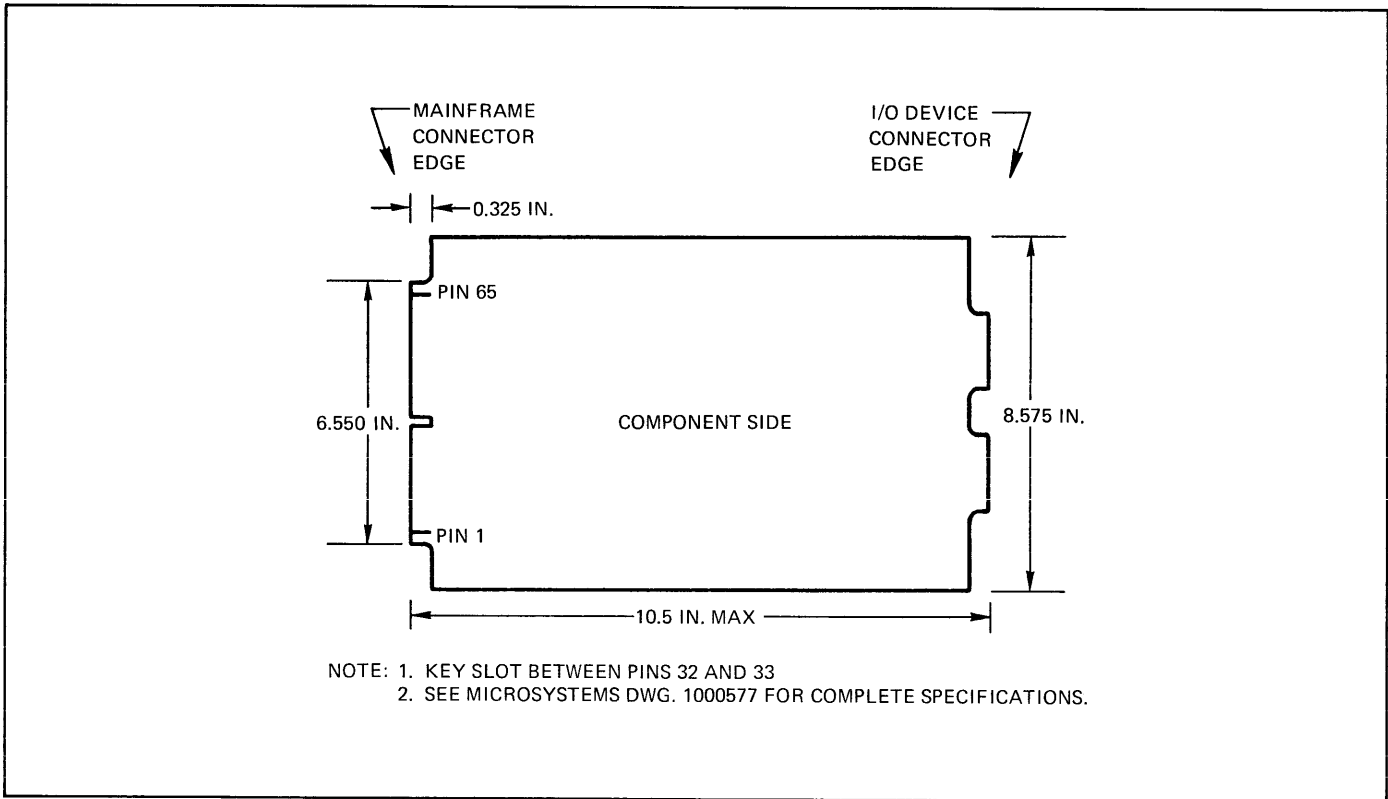 MAINFRAME
CONNECTOR
EDGE
I/O DEVICE
CONNECTOR
EDGE
0.325 IN.
PIN 65
6.550 IN.
COMPONENT SIDE
8.575 IN.
PIN 1
10.5 IN. MAX
NOTE: 1. KEY SLOT BETWEEN PINS 32 AND 33
2. SEE MICROSYSTEMS DWG. 1000577 FOR COMPLETE SPECIFICATIONS.